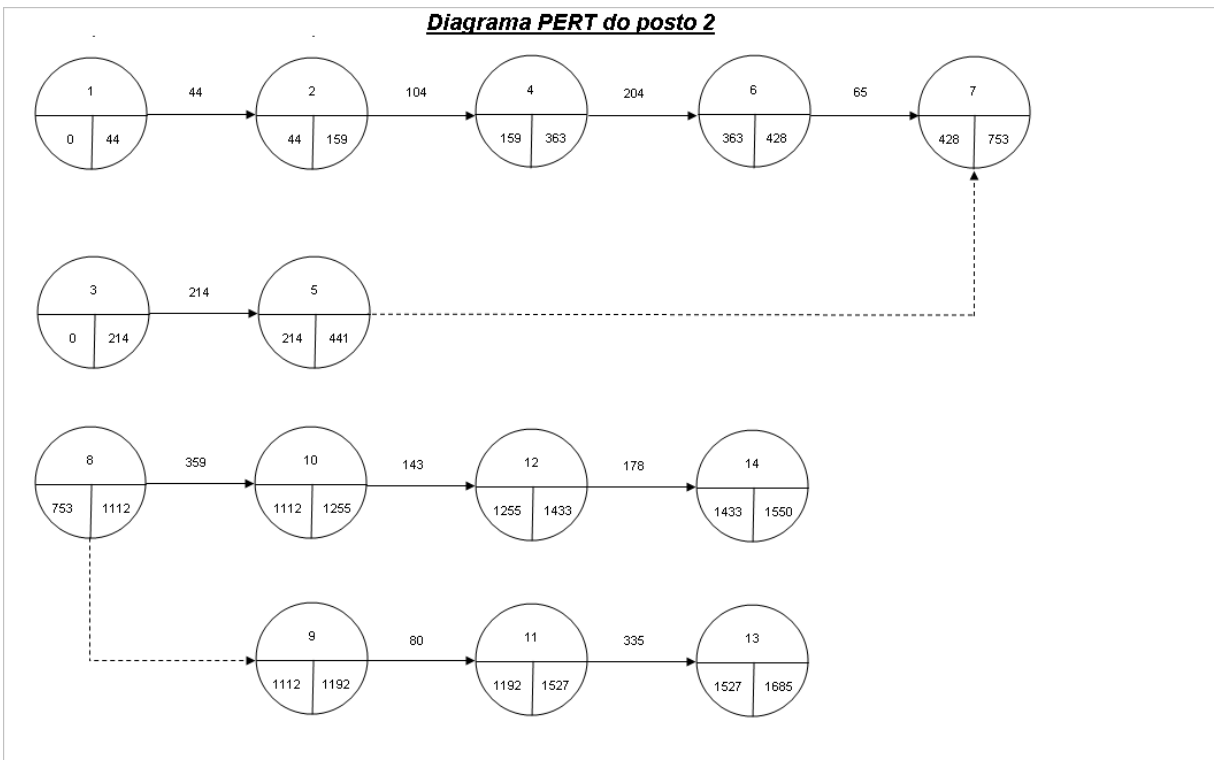 Diagrama PERT do posto 2
1 44 2 104 4 204 6 65 7
0 44 44 159 159 363 363 428 428 753
3 214 5
0 214 214 441
8 359 10 143 12 178 14
753 1112 1112 1255 1255 1433 1433 1550
9 80 11 335 13
1112 1192 1192 1527 1527 1685